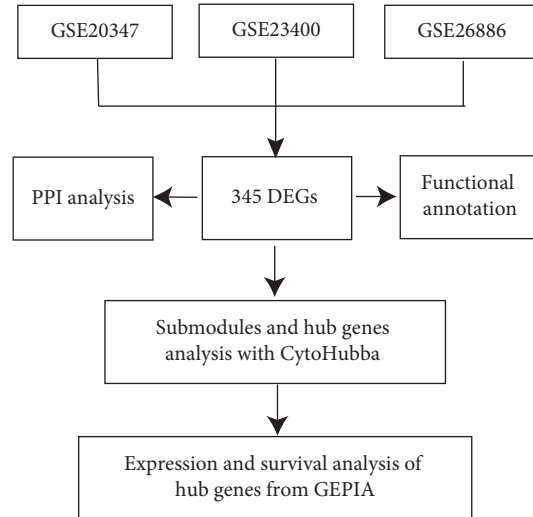 GSE20347
GSE23400
GSE26886
PPI analysis
345 DEGs
Functional
annotation
Submodules and hub genes
analysis with CytoHubba
Expression and survival analysis of
hub genes from GEPIA